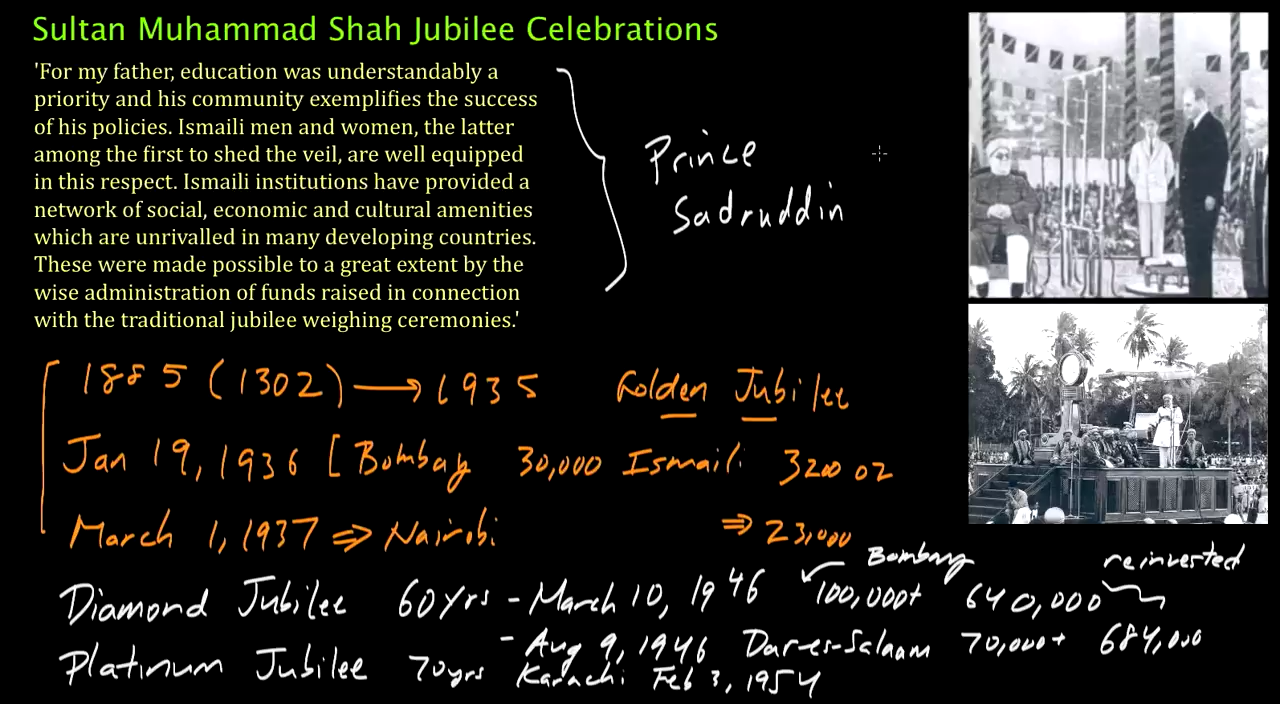 Sultan Muhammad Shah Jubilee Celebrations
'For my father, education was understandably a
priority and his community exemplifies the success
of his policies. Ismaili men and women, the latter
among the first to shed the veil, are well equipped
in this respect. Ismaili institutions have provided a
network of social, economic and cultural amenities
which are unrivalled in many developing countries.
These were made possible to a great extent by the
wise administration of funds raised in connection
with the traditional jubilee weighing ceremonies.'
Prince
Sadruddin
1885 (1302) → 1935 Golden Jubilee
Jan 19, 1936 [ Bombay 30,000 Ismaili 3200 oz
March 1, 1937 ⇒ Nairobi ⇒ 23,000
Bombay reinvested
Diamond Jubilee 60yrs - March 10, 1946 100,000+ 640,000
- Aug 9, 1946 Dar-es-Salaam 70,000+ 684,000
Platinum Jubilee 70yrs Karachi Feb 3, 1954